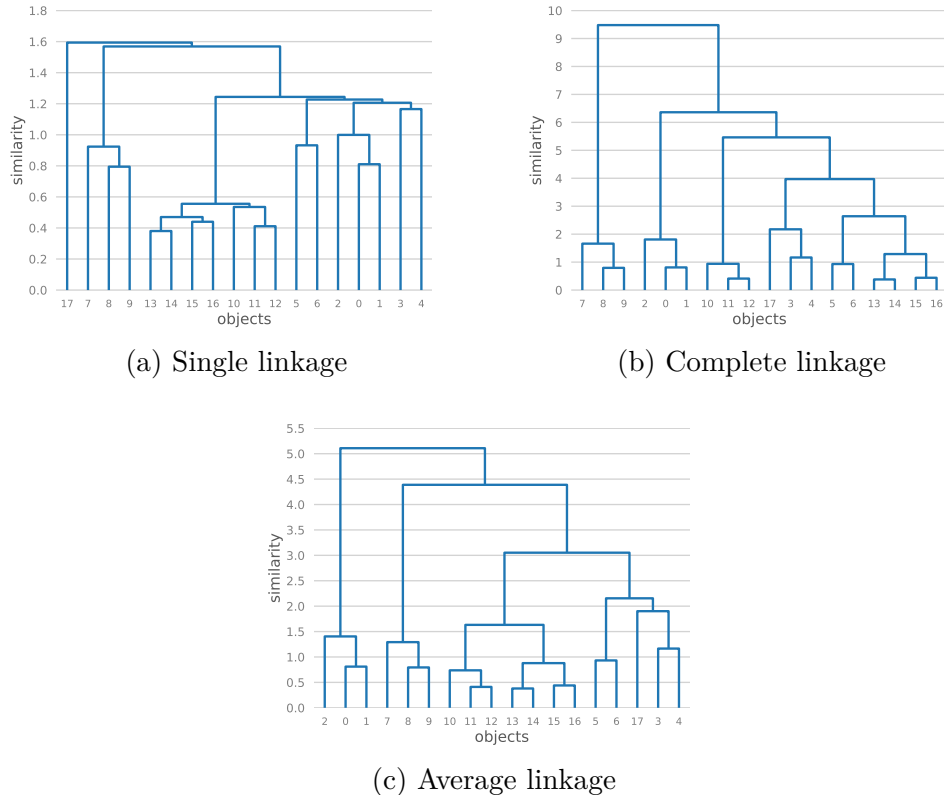 1.8
1.6
1.4
1.2
1.0
0.8
0.6
0.4
0.2
0.0
similarity
17 7 8 9 13 14 15 16 10 11 12 5 6 2 0 1 3 4
objects
(a) Single linkage
10
9
8
7
6
5
4
3
2
1
0
similarity
7 8 9 2 0 1 10 11 12 17 3 4 5 6 13 14 15 16
objects
(b) Complete linkage
5.5
5.0
4.5
4.0
3.5
3.0
2.5
2.0
1.5
1.0
0.5
0.0
similarity
2 0 1 7 8 9 10 11 12 13 14 15 16 5 6 17 3 4
objects
(c) Average linkage